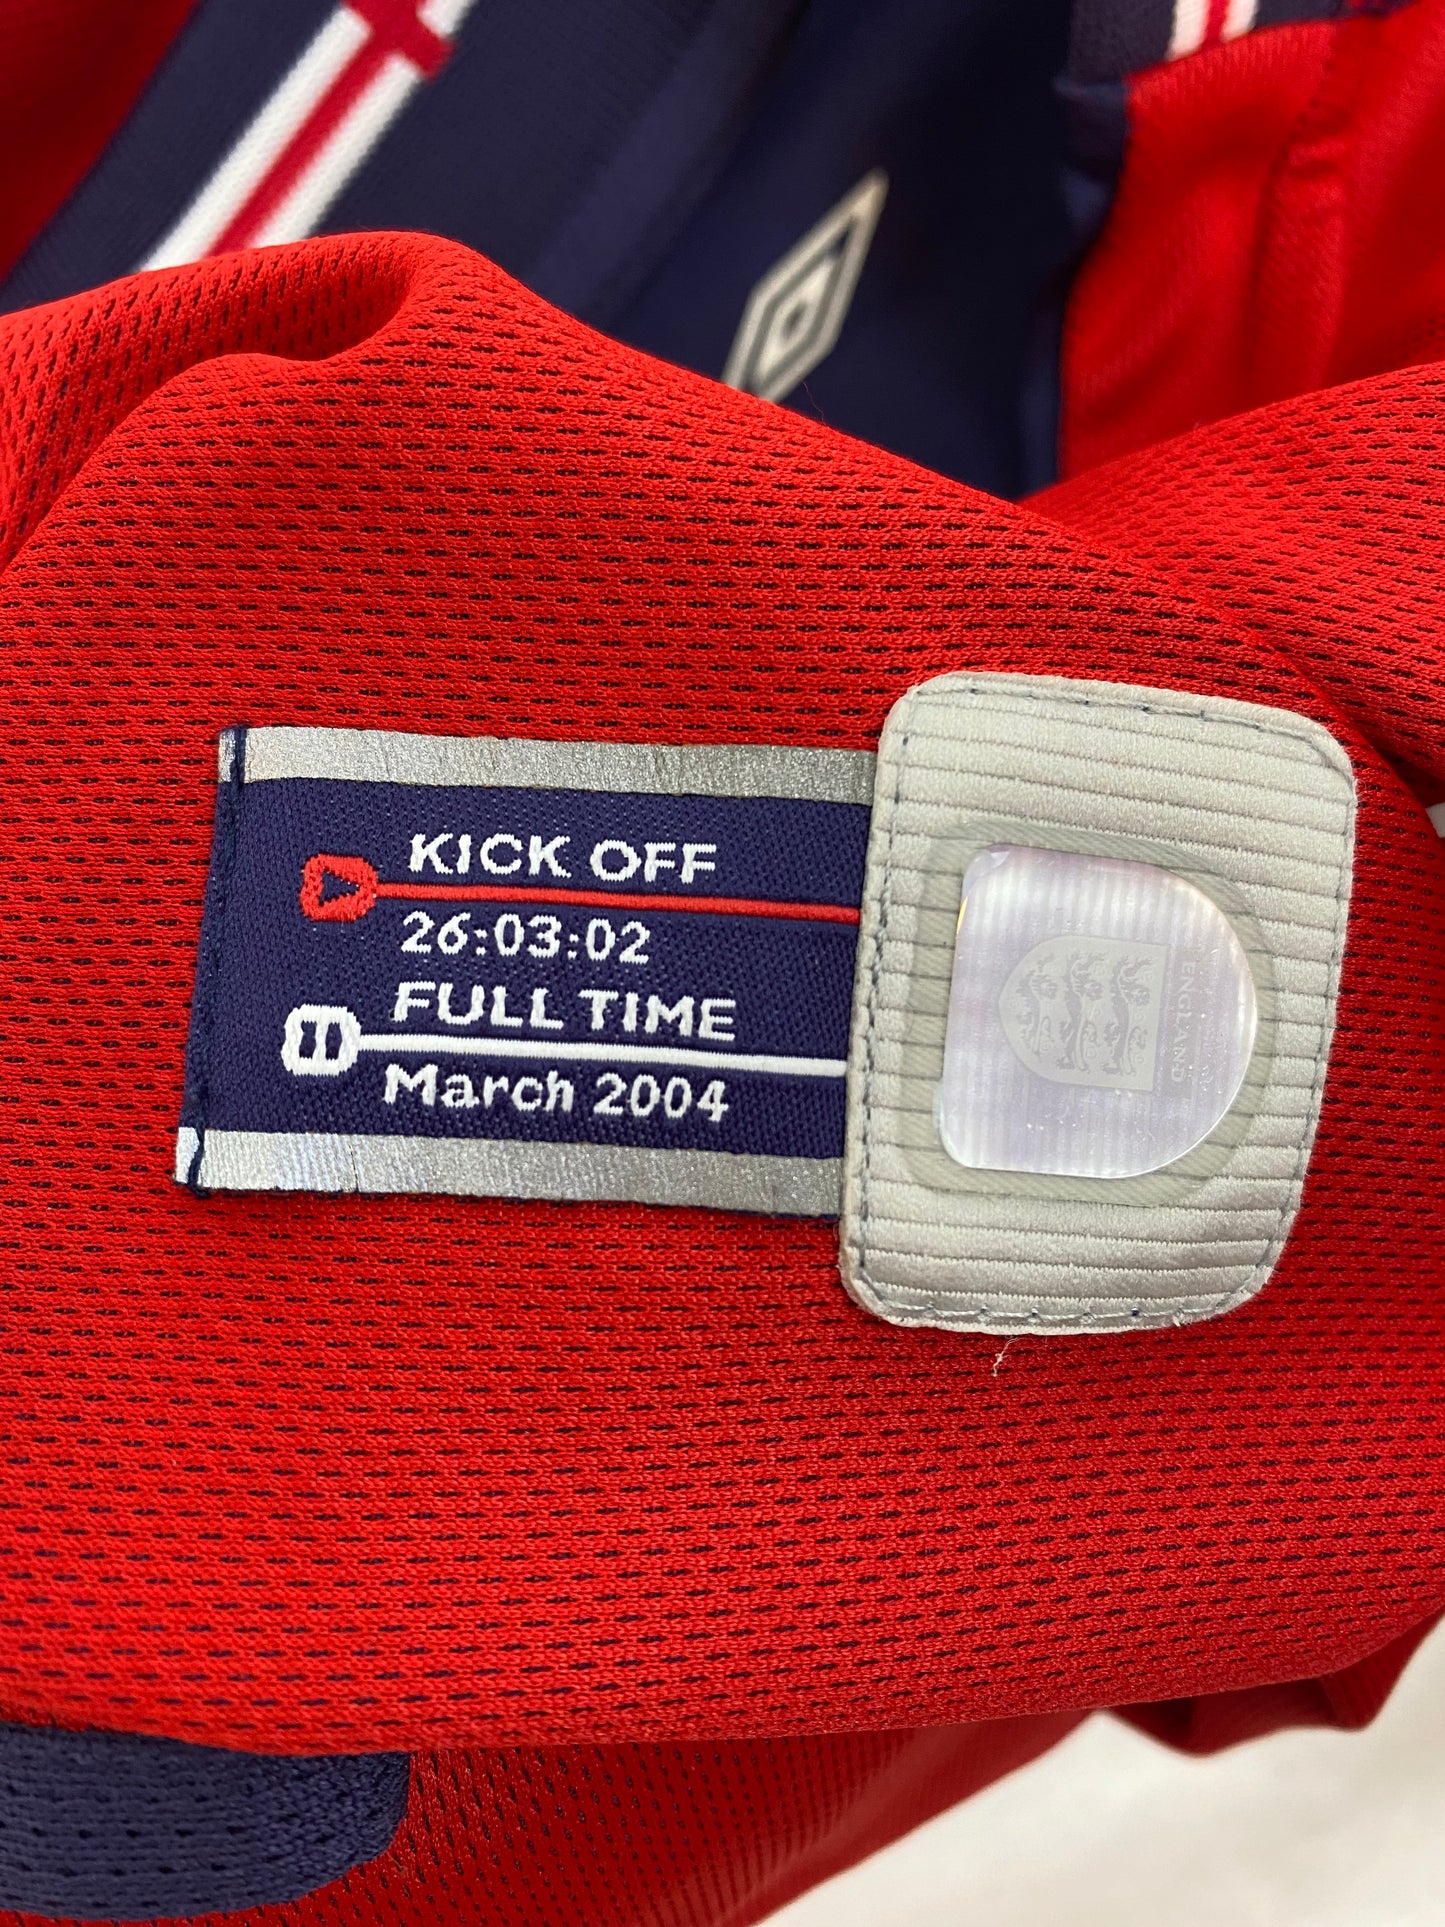 KICK OFF
26:03:02
FULL TIME
March 2004
ENGLAND